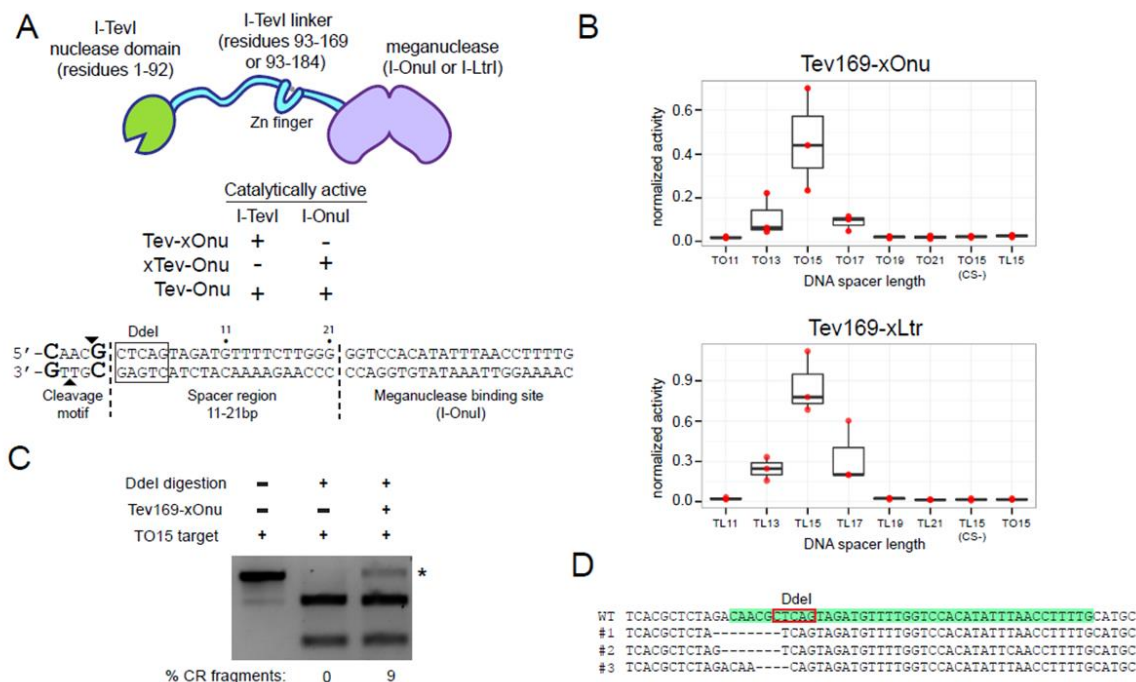 A
I-TevI
nuclease domain
(residues 1-92)
I-TevI linker
(residues 93-169
or 93-184)
meganuclease
(I-OnuI or I-LtrI)
Zn finger
Catalytically active
I-TevI I-OnuI
Tev-xOnu + -
xTev-Onu - +
Tev-Onu + +
DdeI 11 21
5'-CAACG CTCAGTAGATGTTTTCTTGGG GGTCCACATATTTAACCTTTTG
3'-GTTGC GAGTCATCTACAAAAGAACCC CCAGGTGTATAAATTGGAAAAC
Cleavage
motif
Spacer region
11-21bp
Meganuclease binding site
(I-OnuI)
B
Tev169-xOnu
normalized activity
0.6
0.4
0.2
0.0
TO11 TO13 TO15 TO17 TO19 TO21 TO15 (CS-) TL15
DNA spacer length
Tev169-xLtr
normalized activity
0.9
0.6
0.3
0.0
TL11 TL13 TL15 TL17 TL19 TL21 TL15 (CS-) TO15
DNA spacer length
C
DdeI digestion - + +
Tev169-xOnu - - +
TO15 target + + +
*
% CR fragments: 0 9
D
DdeI
WT TCACGCTCTAGACAACGCTCAGTAGATGTTTTGGTCCACATATTTAACCTTTTGCATGC
#1 TCACGCTCTA--------TCAGTAGATGTTTTGGTCCACATATTTAACCTTTTGCATGC
#2 TCACGCTCTAG-------TCAGTAGATGTTTTGGTCCACATATTCAACCTTTTGCATGC
#3 TCACGCTCTAGACAA----CAGTAGATGTTTTGGTCCACATATTTAACCTTTTGCATGC